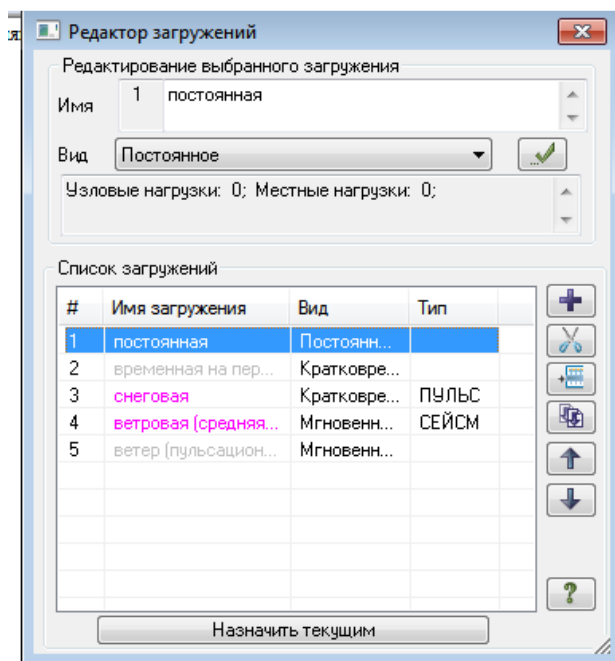 Редактор загружений
Редактирование выбранного загружения
Имя 1 постоянная
Вид Постоянное
Узловые нагрузки: 0; Местные нагрузки: 0;
Список загружений
# Имя загружения Вид Тип
1 постоянная Постоянн...
2 временная на пер... Кратковре...
3 снеговая Кратковре... ПУЛЬС
4 ветровая (средняя... Мгновенн... СЕЙСМ
5 ветер (пульсацион... Мгновенн...
?
Назначить текущим